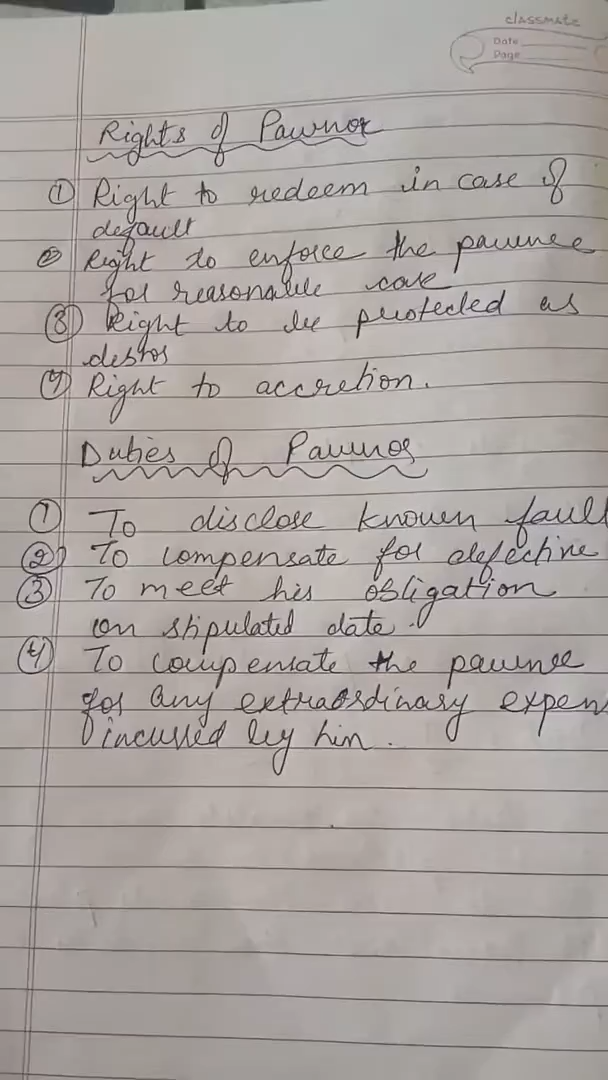 classmate
Date
Page
Rights of Pawnor
① Right to redeem in case of
default
② Right to enforce the pawnee
for reasonable care
③ Right to be protected as
debtor
④ Right to accretion.
Duties of Pawnor
① To disclose known faul
② To compensate for defective
③ To meet his obligation
on stipulated date.
④ To compensate the pawnee
for any extraordinary expen
incurred by him.